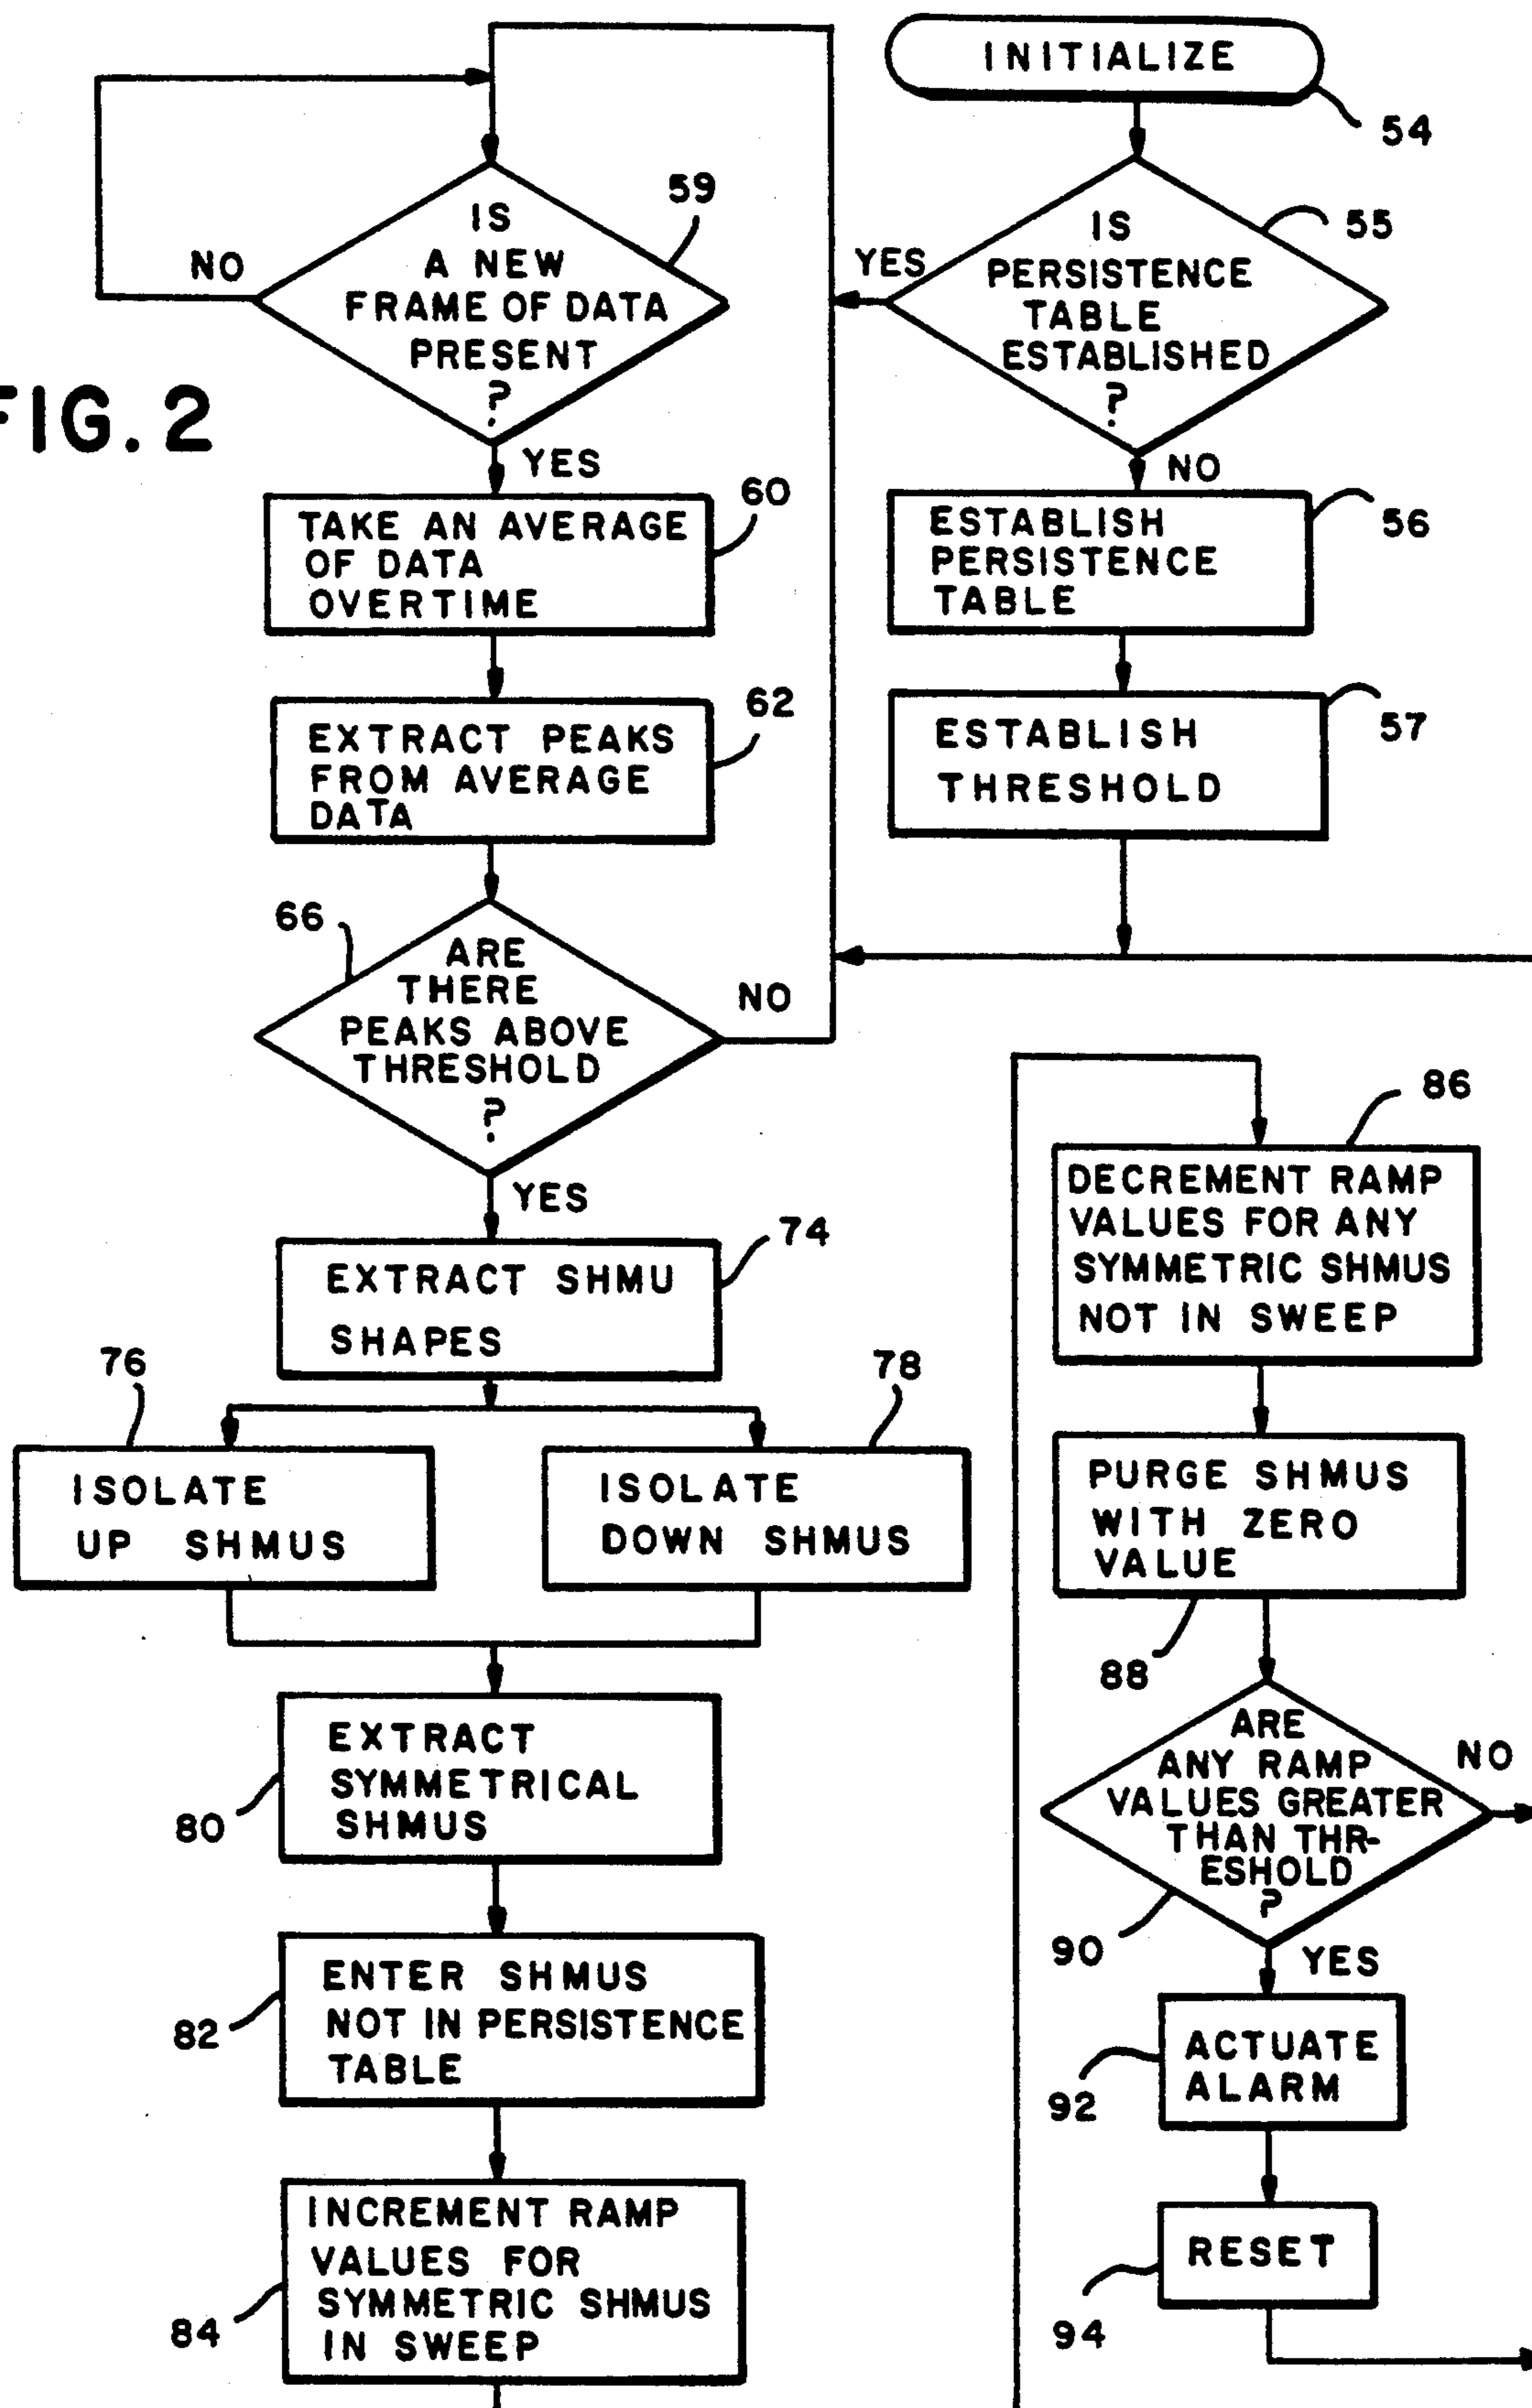 INITIALIZE
54
IS
PERSISTENCE
TABLE
ESTABLISHED
?
55
YES
NO
ESTABLISH
PERSISTENCE
TABLE
56
ESTABLISH
THRESHOLD
57
IS
A NEW
FRAME OF DATA
PRESENT
?
59
NO
YES
FIG. 2
TAKE AN AVERAGE
OF DATA
OVERTIME
60
EXTRACT PEAKS
FROM AVERAGE
DATA
62
ARE
THERE
PEAKS ABOVE
THRESHOLD
?
66
NO
YES
EXTRACT SHMU
SHAPES
74
76
ISOLATE
UP SHMUS
78
ISOLATE
DOWN SHMUS
EXTRACT
SYMMETRICAL
SHMUS
80
ENTER SHMUS
NOT IN PERSISTENCE
TABLE
82
INCREMENT RAMP
VALUES FOR
SYMMETRIC SHMUS
IN SWEEP
84
86
DECREMENT RAMP
VALUES FOR ANY
SYMMETRIC SHMUS
NOT IN SWEEP
PURGE SHMUS
WITH ZERO
VALUE
88
ARE
ANY RAMP
VALUES GREATER
THAN THR-
ESHOLD
?
90
NO
YES
ACTUATE
ALARM
92
RESET
94